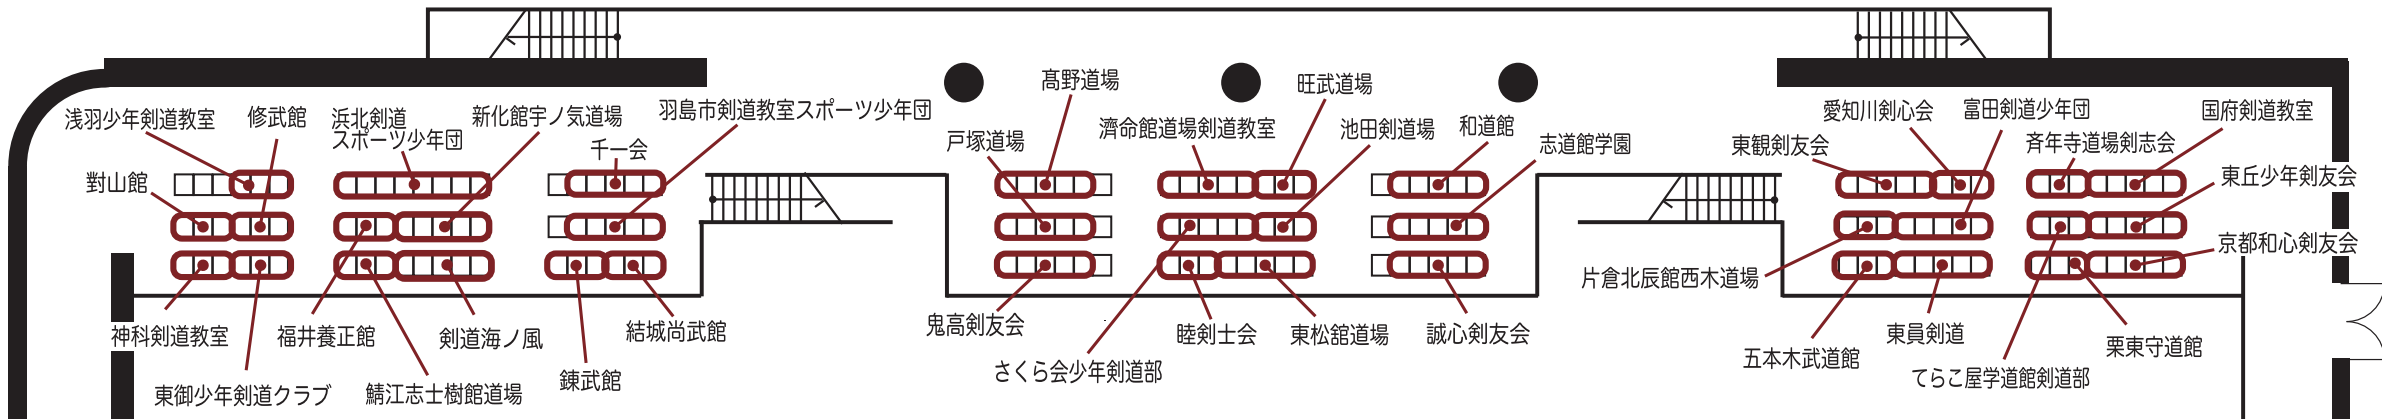 浅羽少年剣道教室
修武館
浜北剣道
スポーツ少年団
新化館宇ノ気道場
千一会
羽島市剣道教室スポーツ少年団
對山館
神科剣道教室
東御少年剣道クラブ
福井養正館
鯖江志士樹館道場
剣道海ノ風
錬武館
結城尚武館
髙野道場
戸塚道場
濟命館道場剣道教室
旺武道場
池田剣道場
和道館
志道館学園
鬼高剣友会
さくら会少年剣道部
睦剣士会
東松舘道場
誠心剣友会
愛知川剣心会
富田剣道少年団
国府剣道教室
東観剣友会
斉年寺道場剣志会
東丘少年剣友会
京都和心剣友会
片倉北辰館西木道場
五本木武道館
東員剣道
てらこ屋学道館剣道部
栗東守道館